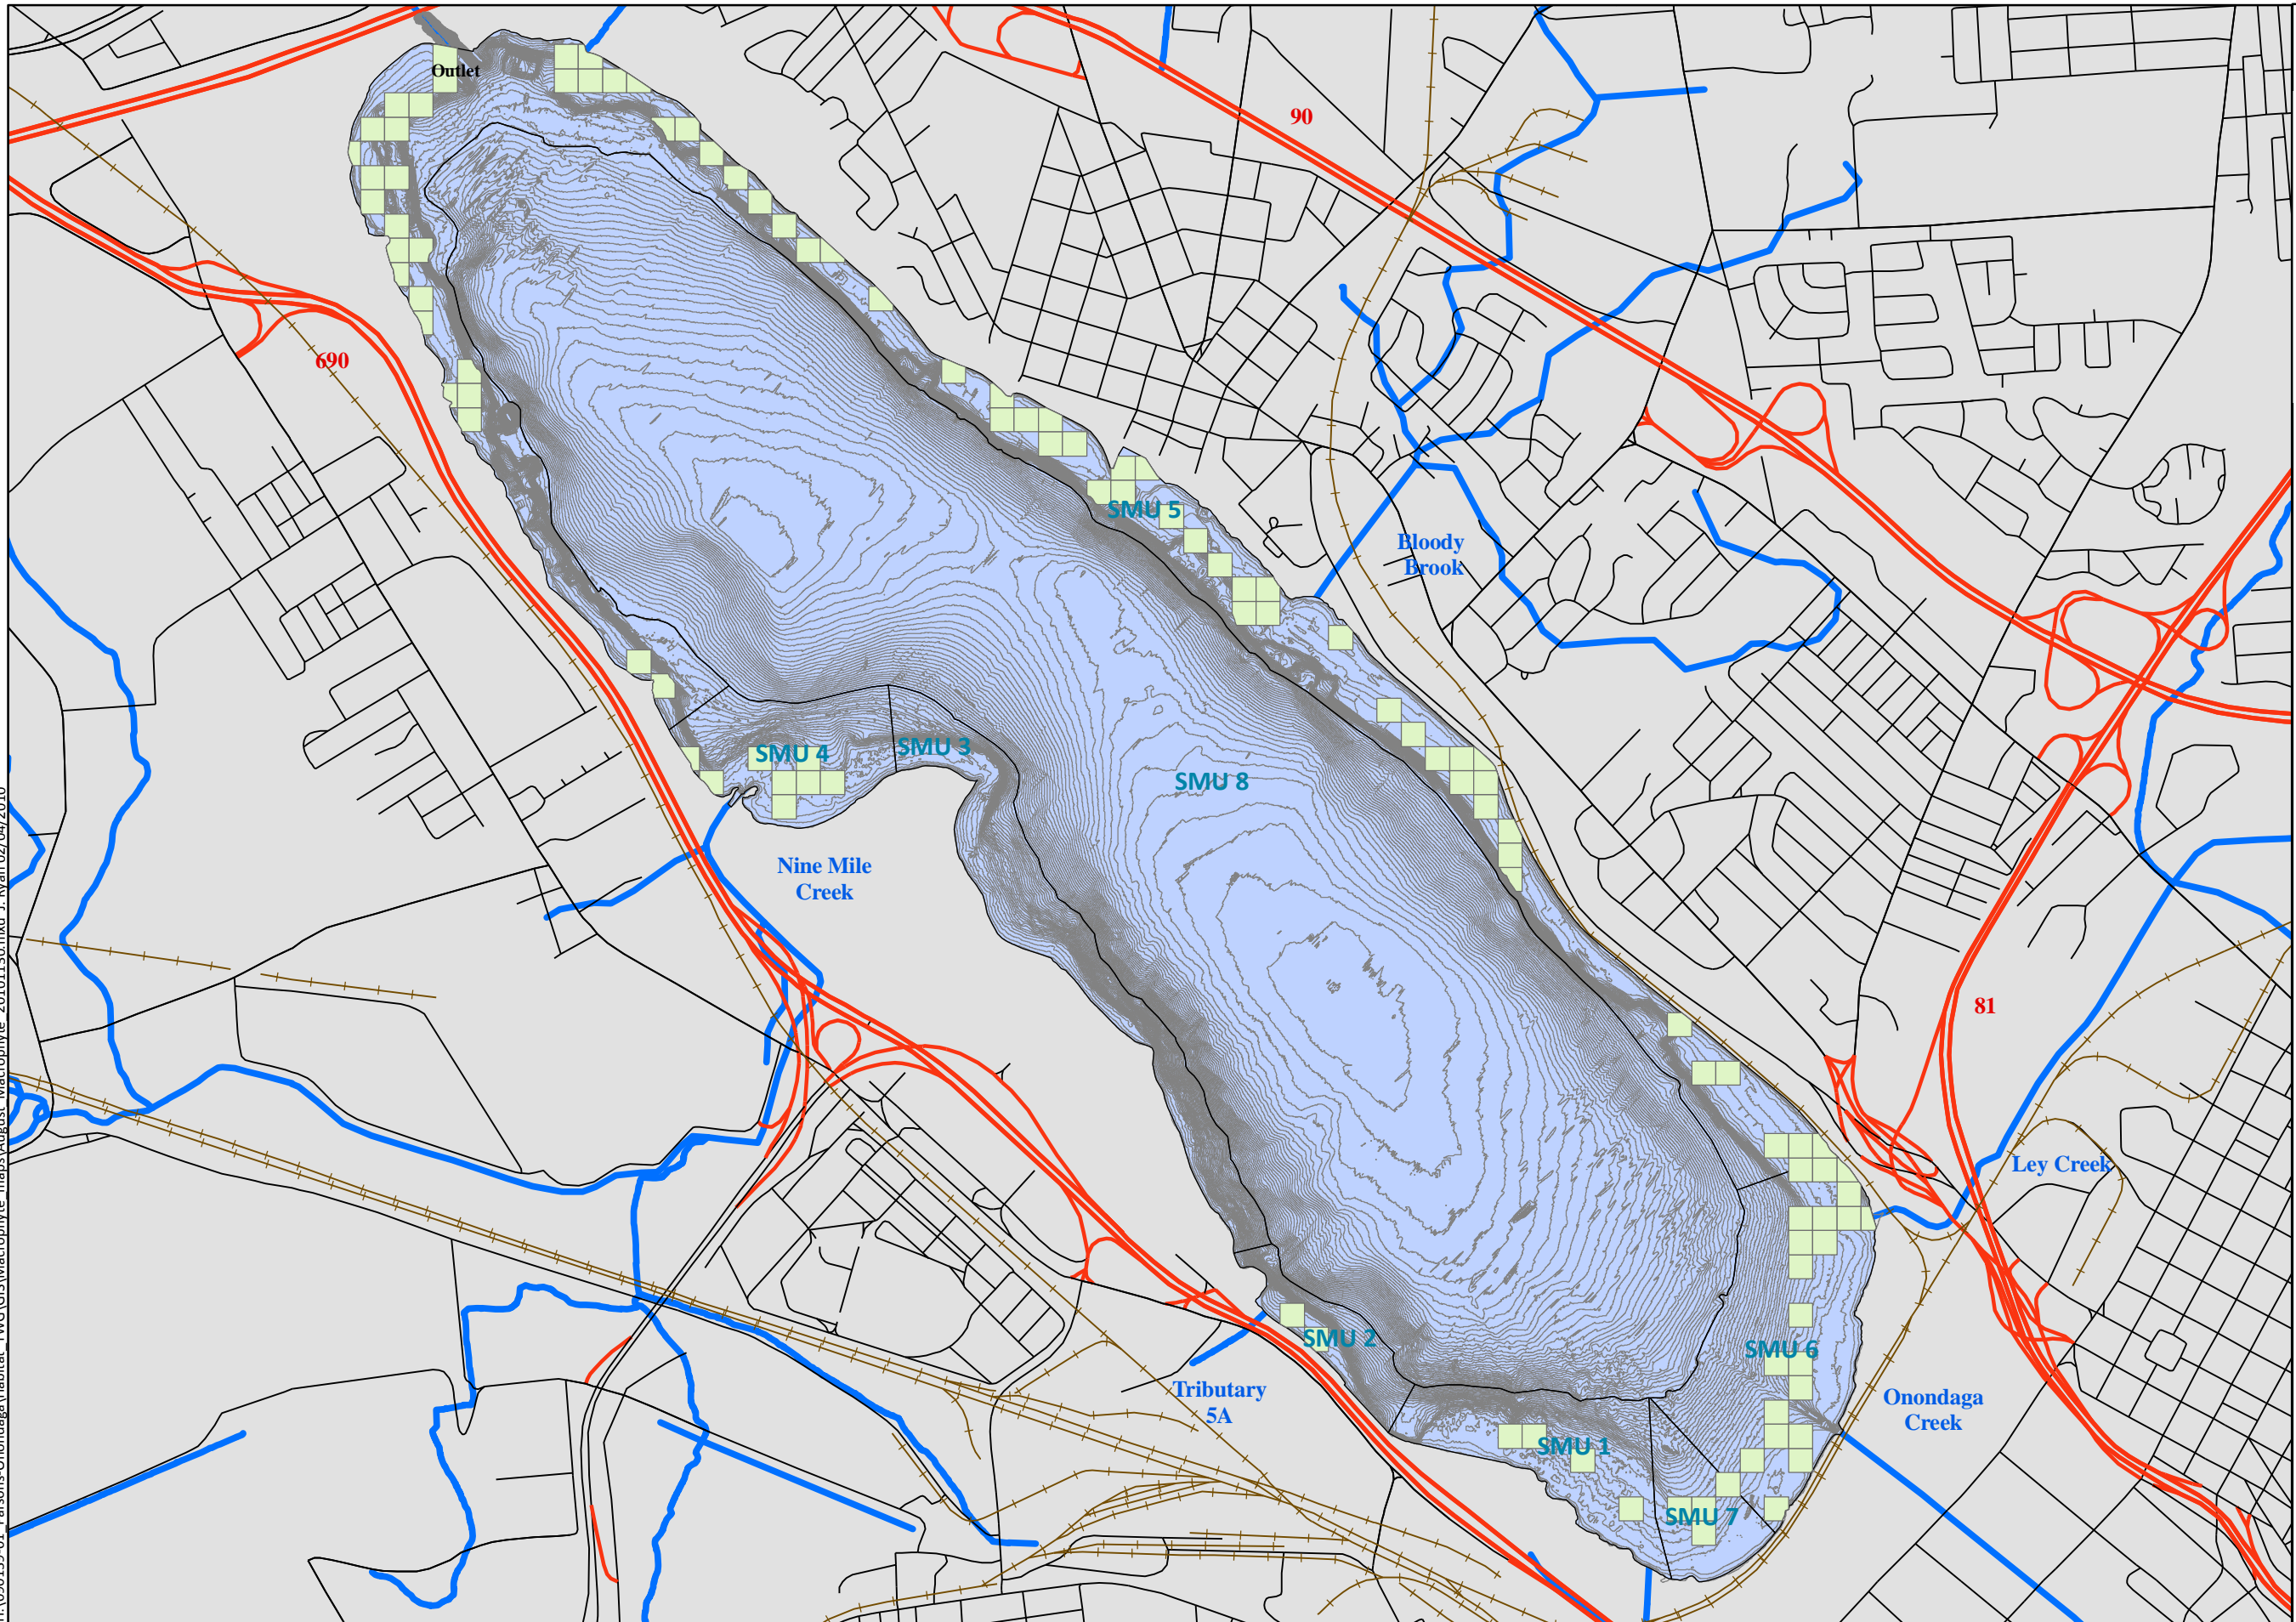 Outlet
90
690
SMU 5
Bloody
Brook
SMU 4
SMU 3
SMU 8
Nine Mile
Creek
81
Ley Creek
SMU 2
SMU 6
Tributary
5A
Onondaga
Creek
SMU 1
SMU 7